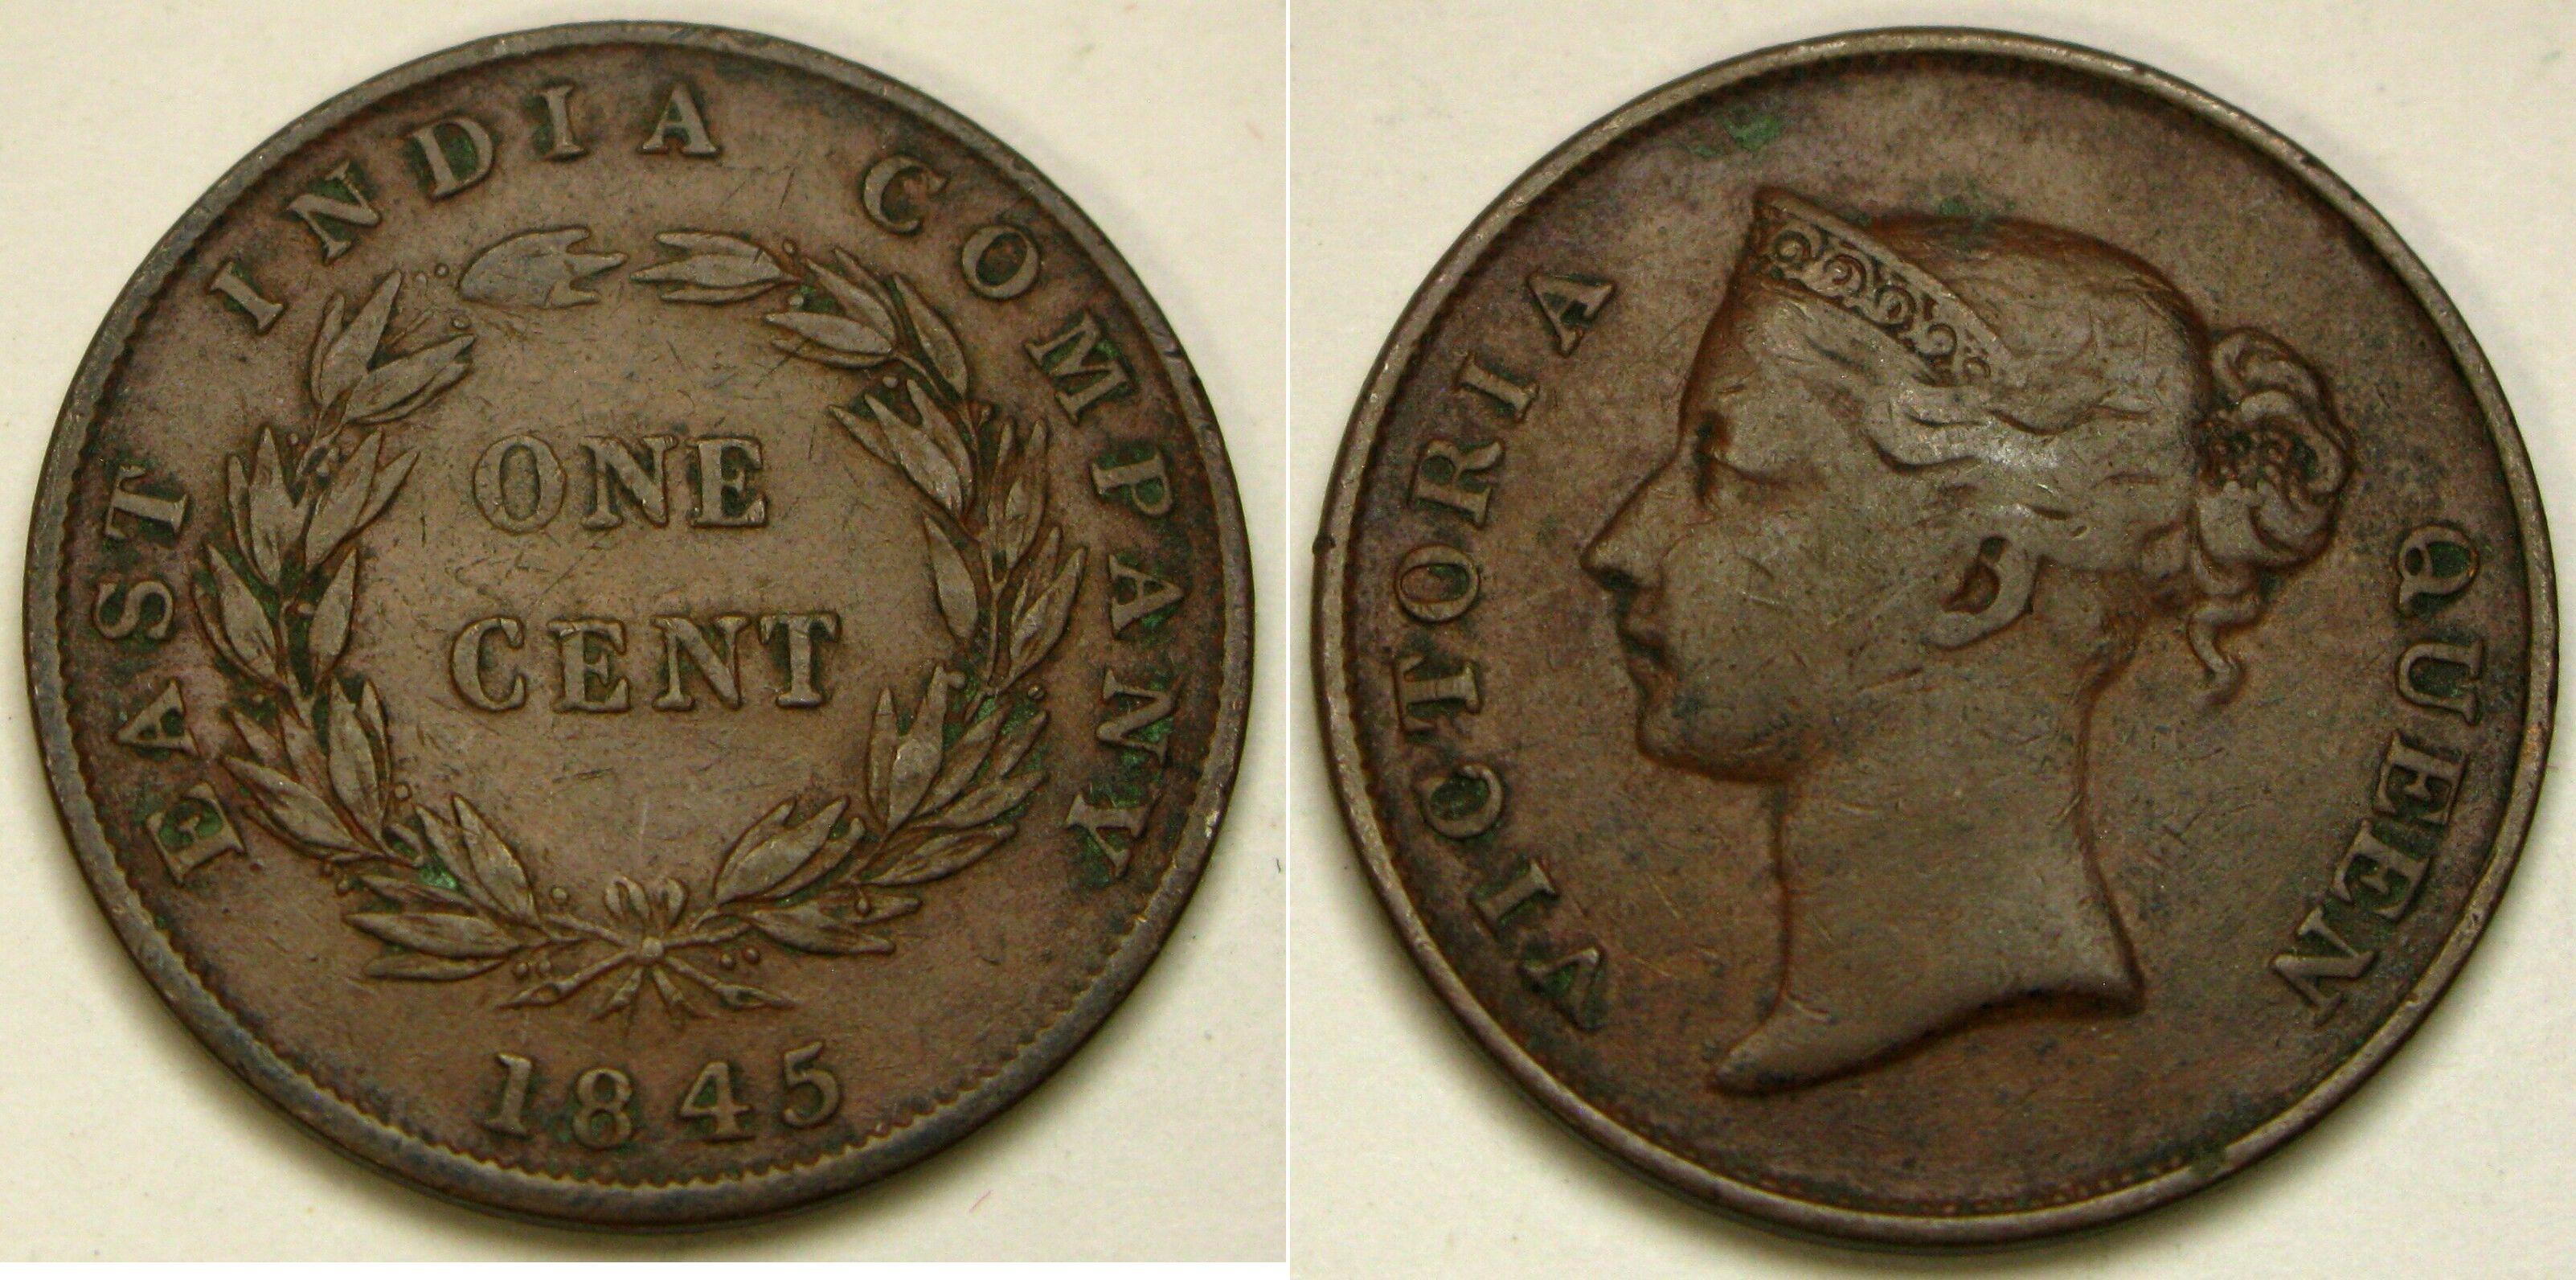 EAST INDIA COMPANY
ONE
CENT
1845
VICTORIA QUEEN